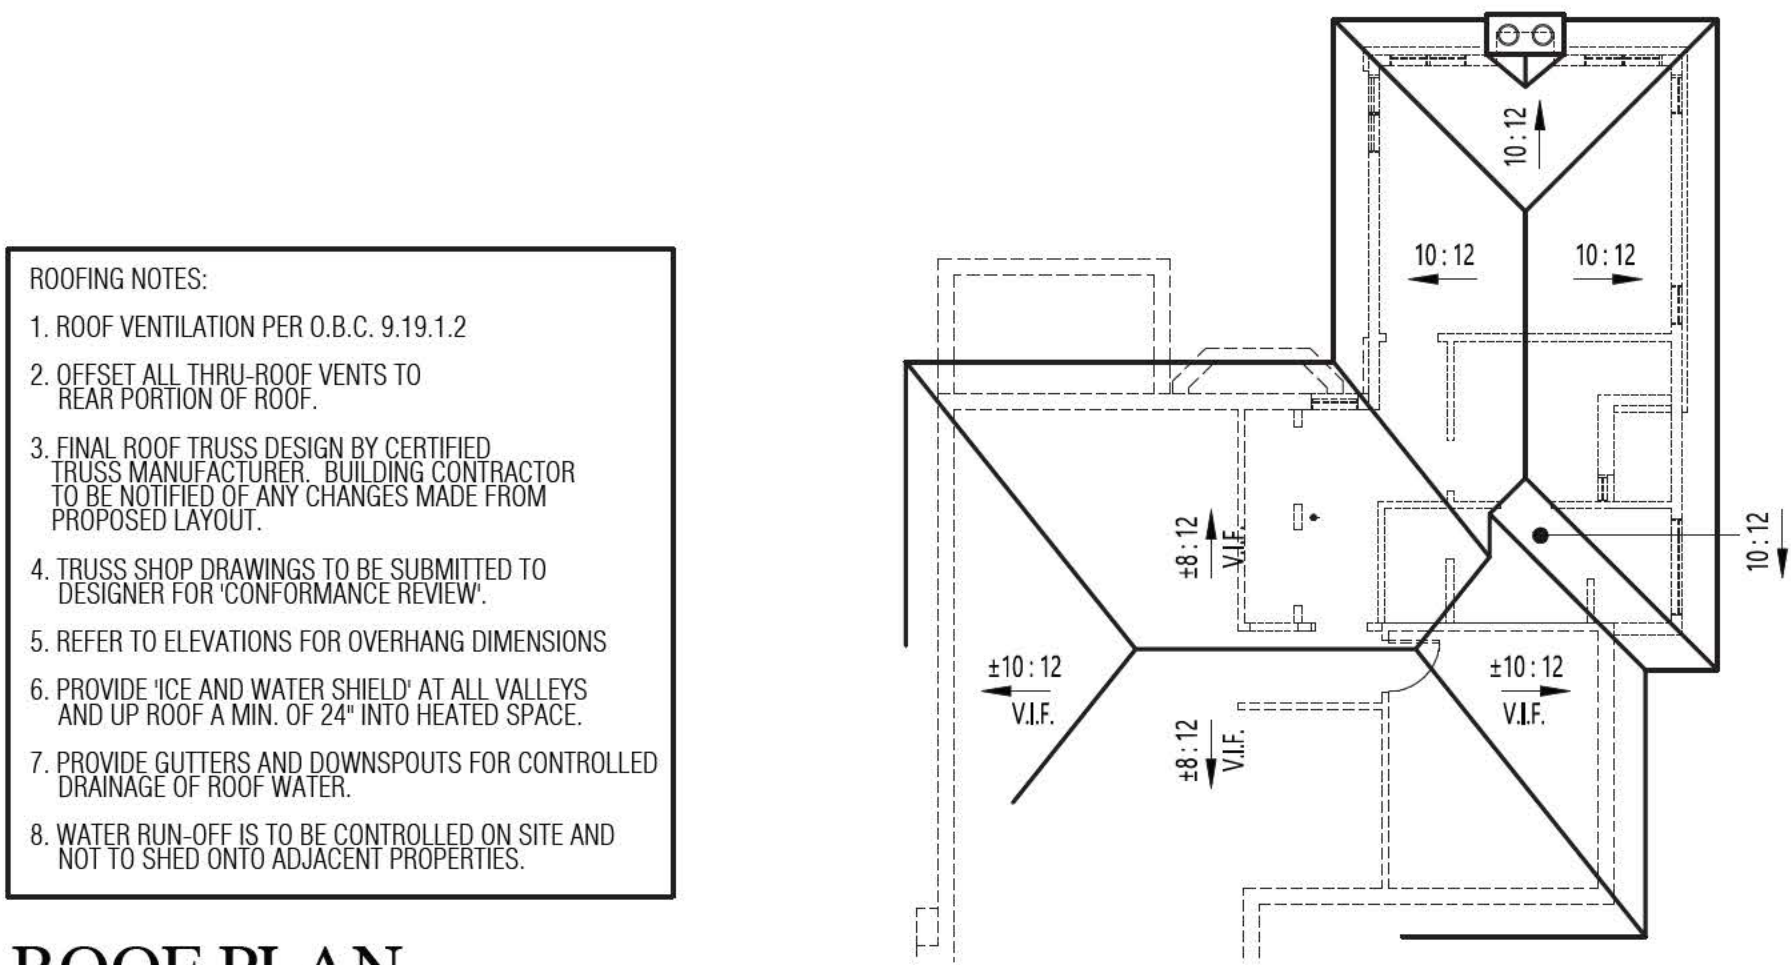 ROOFING NOTES:
1. ROOF VENTILATION PER O.B.C. 9.19.1.2
2. OFFSET ALL THRU-ROOF VENTS TO
REAR PORTION OF ROOF.
3. FINAL ROOF TRUSS DESIGN BY CERTIFIED
TRUSS MANUFACTURER. BUILDING CONTRACTOR
TO BE NOTIFIED OF ANY CHANGES MADE FROM
PROPOSED LAYOUT.
4. TRUSS SHOP DRAWINGS TO BE SUBMITTED TO
DESIGNER FOR 'CONFORMANCE REVIEW'.
5. REFER TO ELEVATIONS FOR OVERHANG DIMENSIONS
6. PROVIDE 'ICE AND WATER SHIELD' AT ALL VALLEYS
AND UP ROOF A MIN. OF 24" INTO HEATED SPACE.
7. PROVIDE GUTTERS AND DOWNSPOUTS FOR CONTROLLED
DRAINAGE OF ROOF WATER.
8. WATER RUN-OFF IS TO BE CONTROLLED ON SITE AND
NOT TO SHED ONTO ADJACENT PROPERTIES.
ROOF PLAN
10 : 12
10 : 12
10 : 12
±8 : 12
V.I.F.
10 : 12
±10 : 12
V.I.F.
±10 : 12
V.I.F.
±8 : 12
V.I.F.